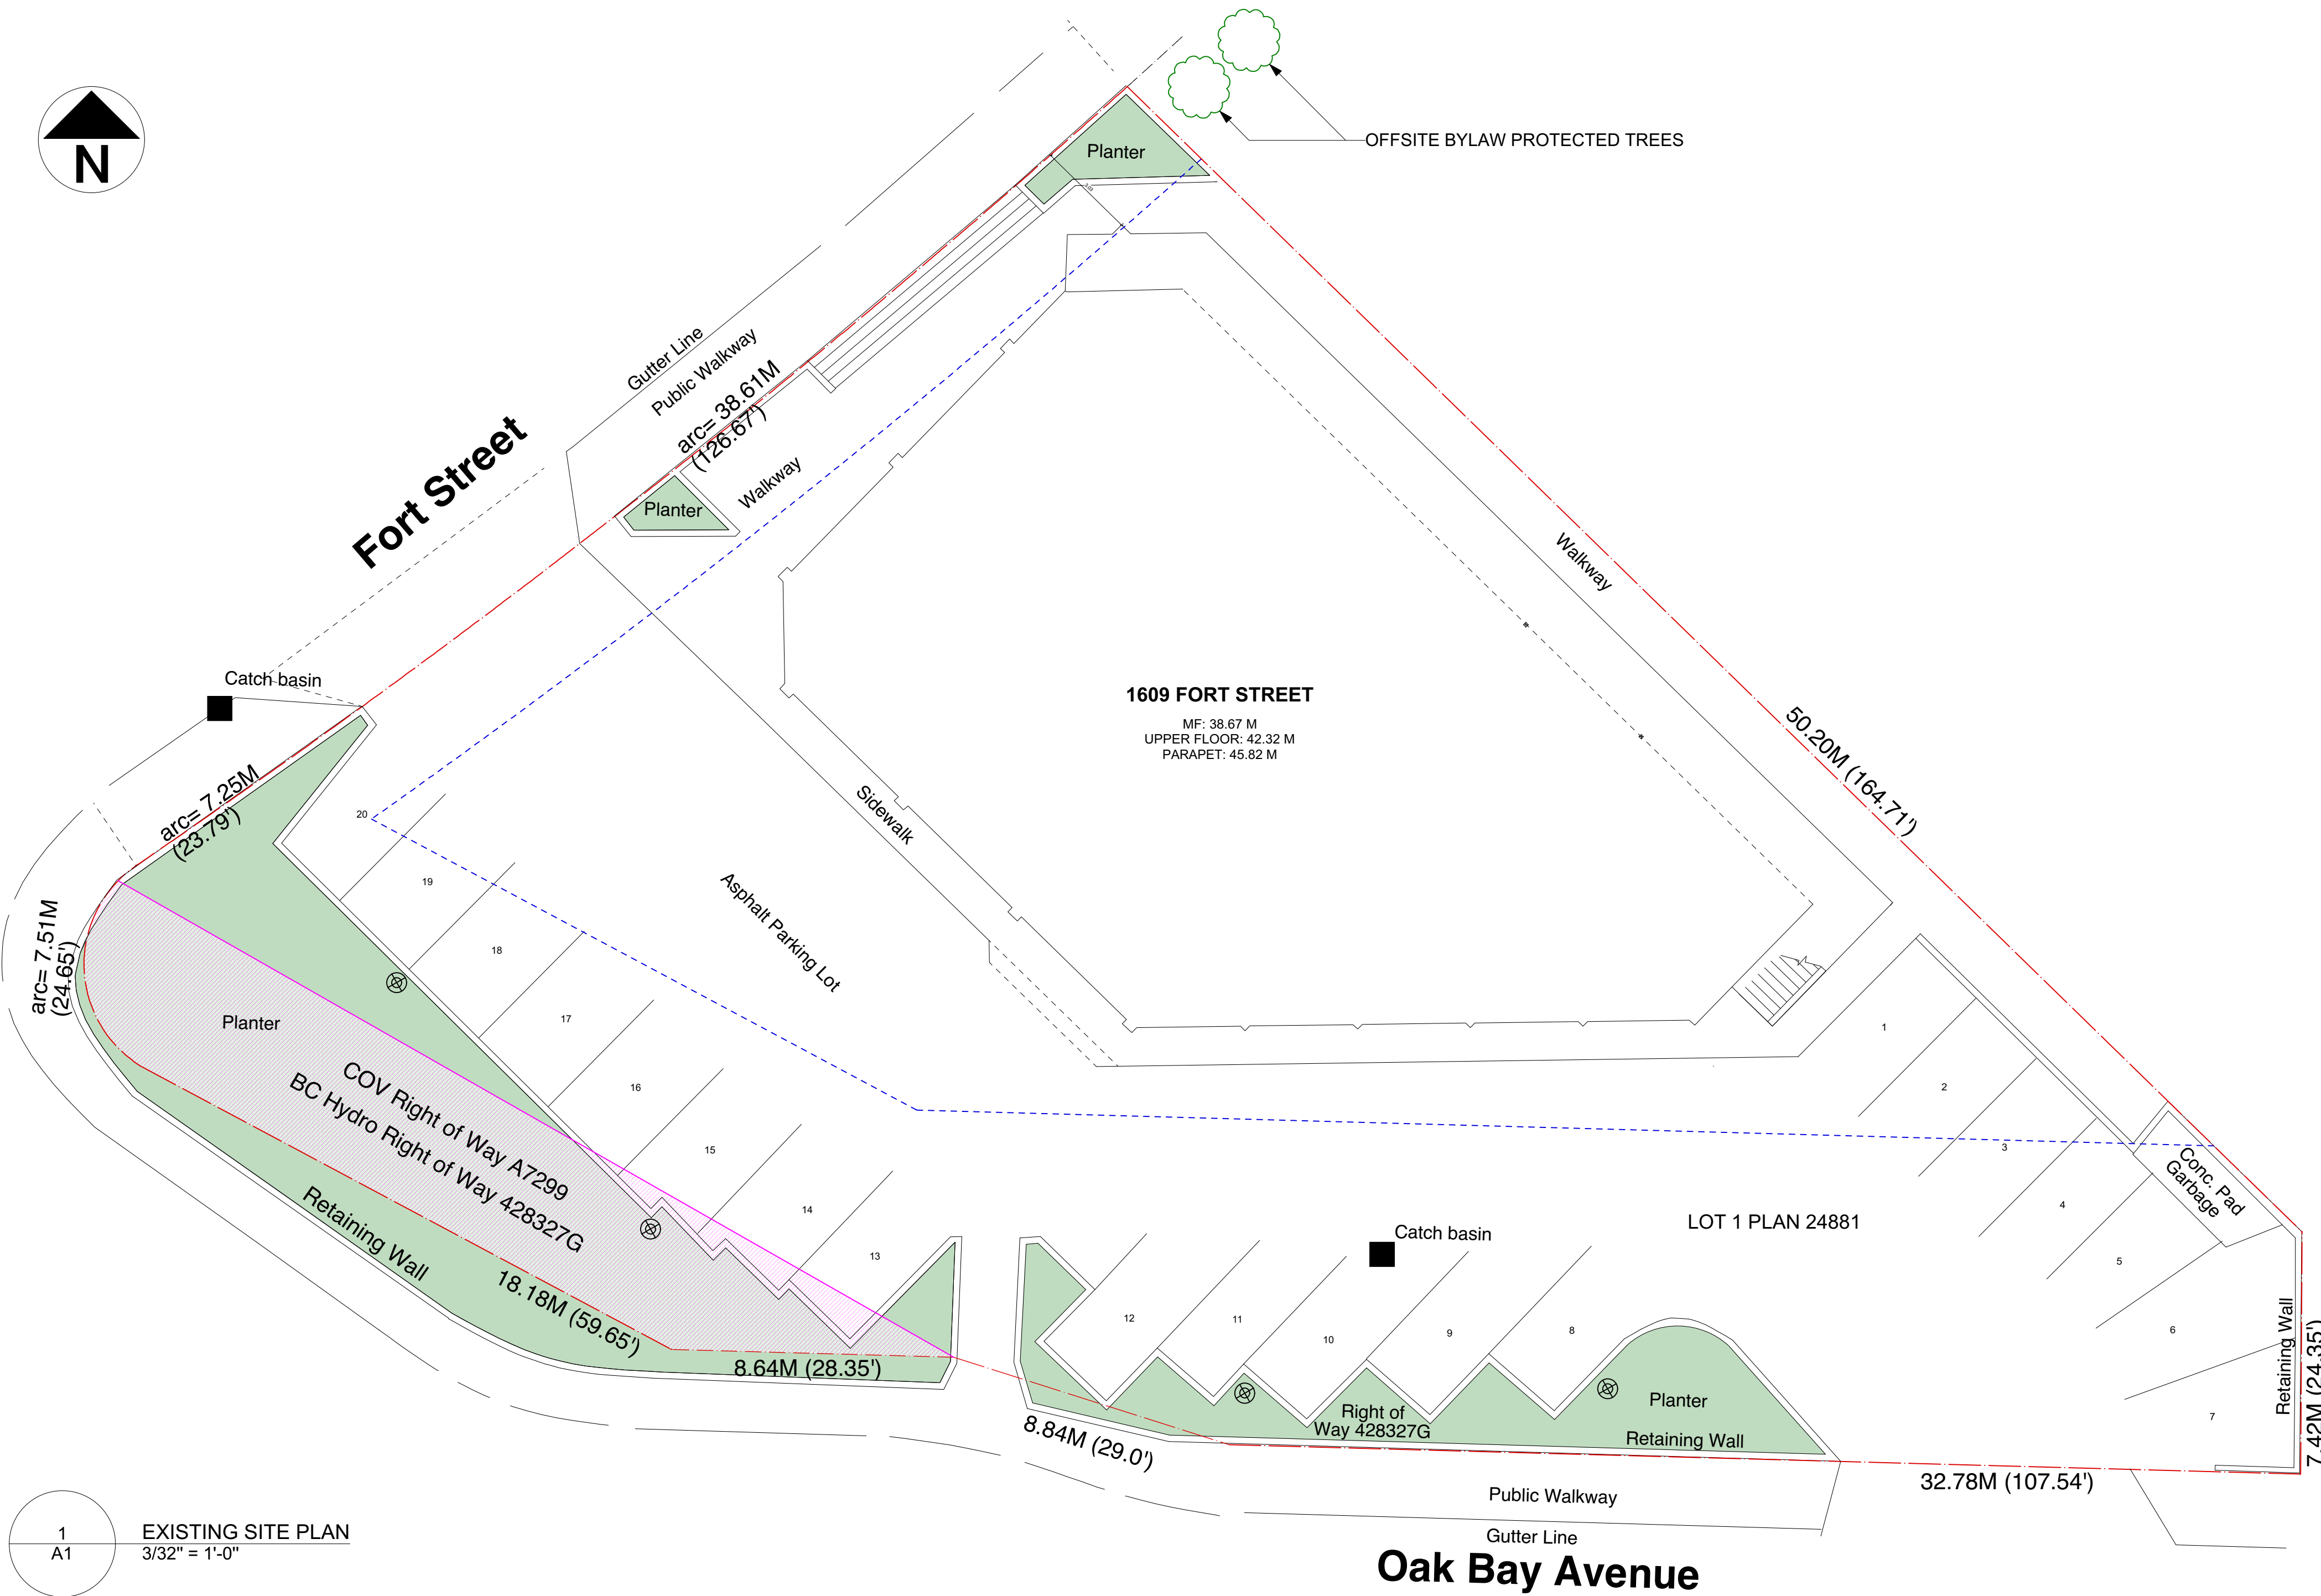 N
OFFSITE BYLAW PROTECTED TREES
Planter
Gutter Line
Public Walkway
arc= 38.61M
(126.67')
Walkway
Planter
Fort Street
Walkway
Catch basin
1609 FORT STREET
MF: 38.67 M
UPPER FLOOR: 42.32 M
PARAPET: 45.82 M
50.20M (164.71')
arc= 7.25M
(23.79')
20
19
18
17
16
15
14
13
Sidewalk
Asphalt Parking Lot
arc= 7.51M
(24.65')
Planter
COV Right of Way A7299
BC Hydro Right of Way 428327G
Retaining Wall
18.18M (59.65')
8.64M (28.35')
1
2
3
4
5
6
7
Conc. Pad
Garbage
LOT 1 PLAN 24881
Catch basin
12
11
10
9
8
Retaining Wall
7.42M (24.35')
Right of
Way 428327G
Planter
Retaining Wall
8.84M (29.0')
32.78M (107.54')
Public Walkway
Gutter Line
Oak Bay Avenue
1
A1
EXISTING SITE PLAN
3/32" = 1'-0"